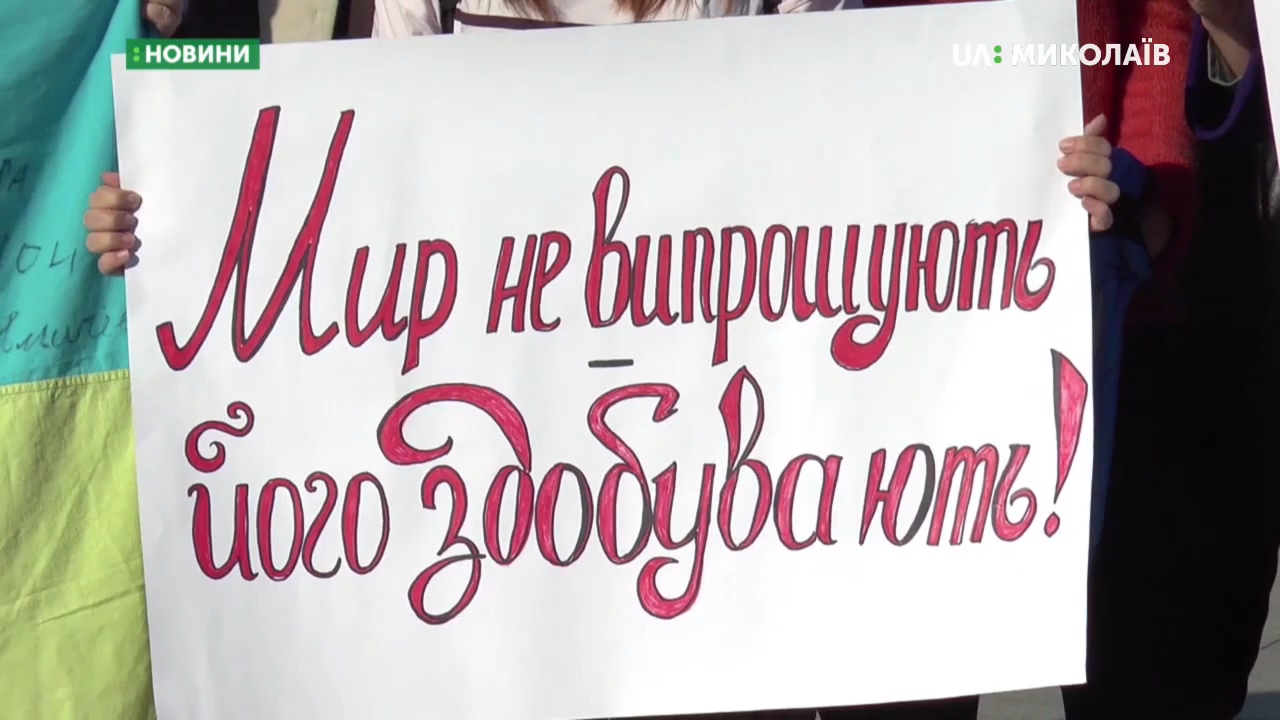 :НОВИНИ
UA: МИКОЛАЇВ
Мир не випрошують
–
його здобувають!